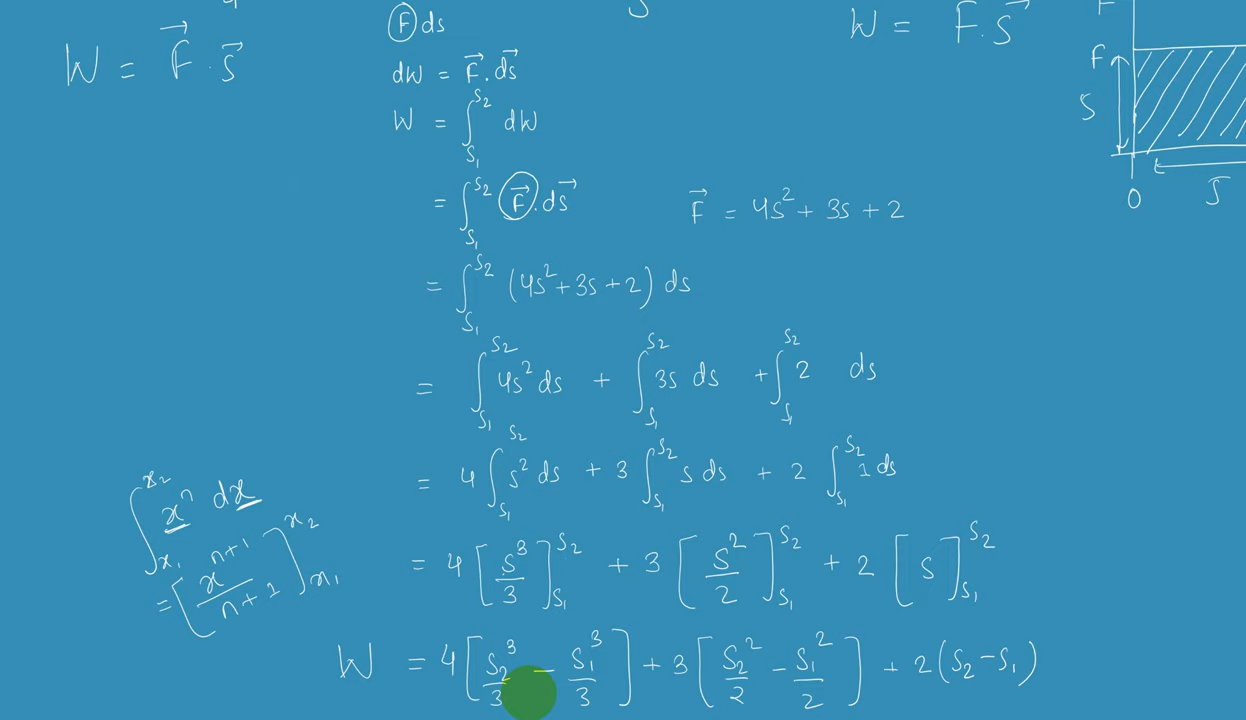 F ds
W = F⃗ . s⃗
W = F . s⃗
dW = F⃗ . ds⃗
W = ∫_{S₁}^{S₂} dW
= ∫_{S₁}^{S₂} F⃗ . ds⃗
F⃗ = 4s² + 3s + 2
F
S
0
S
= ∫_{S₁}^{S₂} (4s² + 3s + 2) ds
= ∫_{S₁}^{S₂} 4s² ds + ∫_{S₁}^{S₂} 3s ds + ∫_{S₁}^{S₂} 2 ds
= 4 ∫_{S₁}^{S₂} s² ds + 3 ∫_{S₁}^{S₂} s ds + 2 ∫_{S₁}^{S₂} 1 ds
∫_{x₁}^{x₂} xⁿ dx
= [x^{n+1} / n+1]_{x₁}^{x₂}
= 4 [S³/3]_{S₁}^{S₂} + 3 [S²/2]_{S₁}^{S₂} + 2 [S]_{S₁}^{S₂}
W = 4 [S₂³/3 − S₁³/3] + 3 [S₂²/2 − S₁²/2] + 2 (S₂ − S₁)